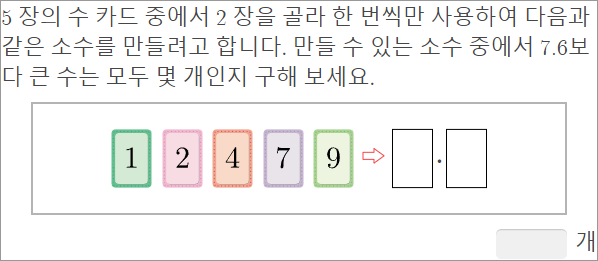 5 장의 수 카드 중에서 2 장을 골라 한 번씩만 사용하여 다음과
같은 소수를 만들려고 합니다. 만들 수 있는 소수 중에서 7.6보
다 큰 수는 모두 몇 개인지 구해 보세요.
1 2 4 7 9 ⇨ □.□
개